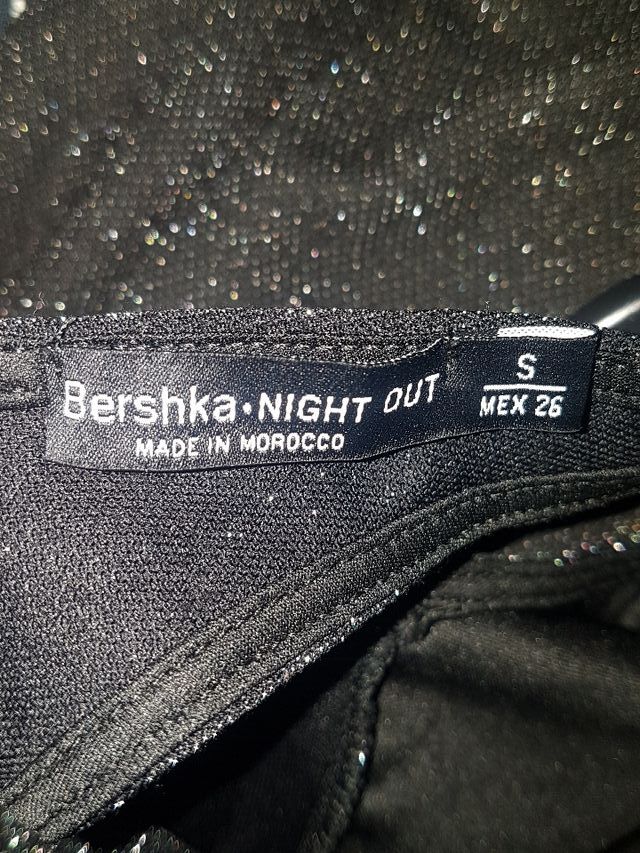 Bershka•NIGHT OUT
MADE IN MOROCCO
S
MEX 26